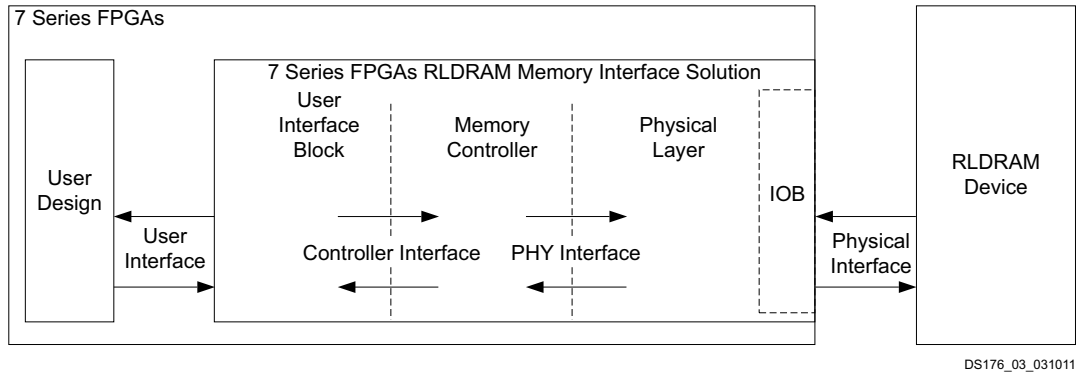 7 Series FPGAs
7 Series FPGAs RLDRAM Memory Interface Solution
User
Interface
Block
Memory
Controller
Physical
Layer
User
Design
IOB
RLDRAM
Device
User
Interface
Controller Interface
PHY Interface
Physical
Interface
DS176_03_031011